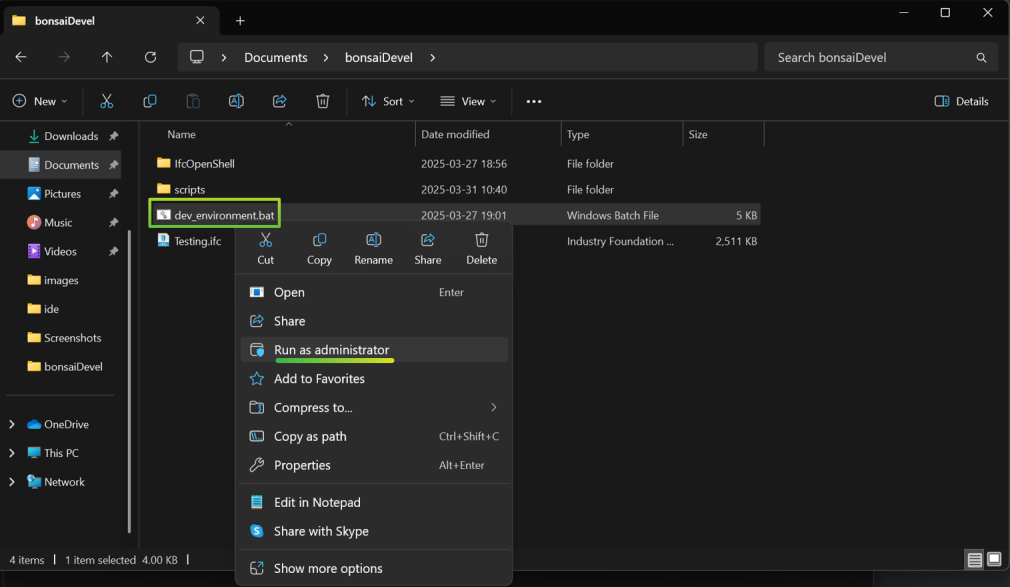 bonsaiDevel
Documents
bonsaiDevel
Search bonsaiDevel
New
Sort
View
Details
Downloads
Documents
Pictures
Music
Videos
images
ide
Screenshots
bonsaiDevel
OneDrive
This PC
Network
Name Date modified Type Size
IfcOpenShell 2025-03-27 18:56 File folder
scripts 2025-03-31 10:40 File folder
dev_environment.bat 2025-03-27 19:01 Windows Batch File 5 KB
Testing.ifc Industry Foundation ... 2,511 KB
Cut Copy Rename Share Delete
Open Enter
Share
Run as administrator
Add to Favorites
Compress to...
Copy as path Ctrl+Shift+C
Properties Alt+Enter
Edit in Notepad
Share with Skype
Show more options
4 items 1 item selected 4.00 KB